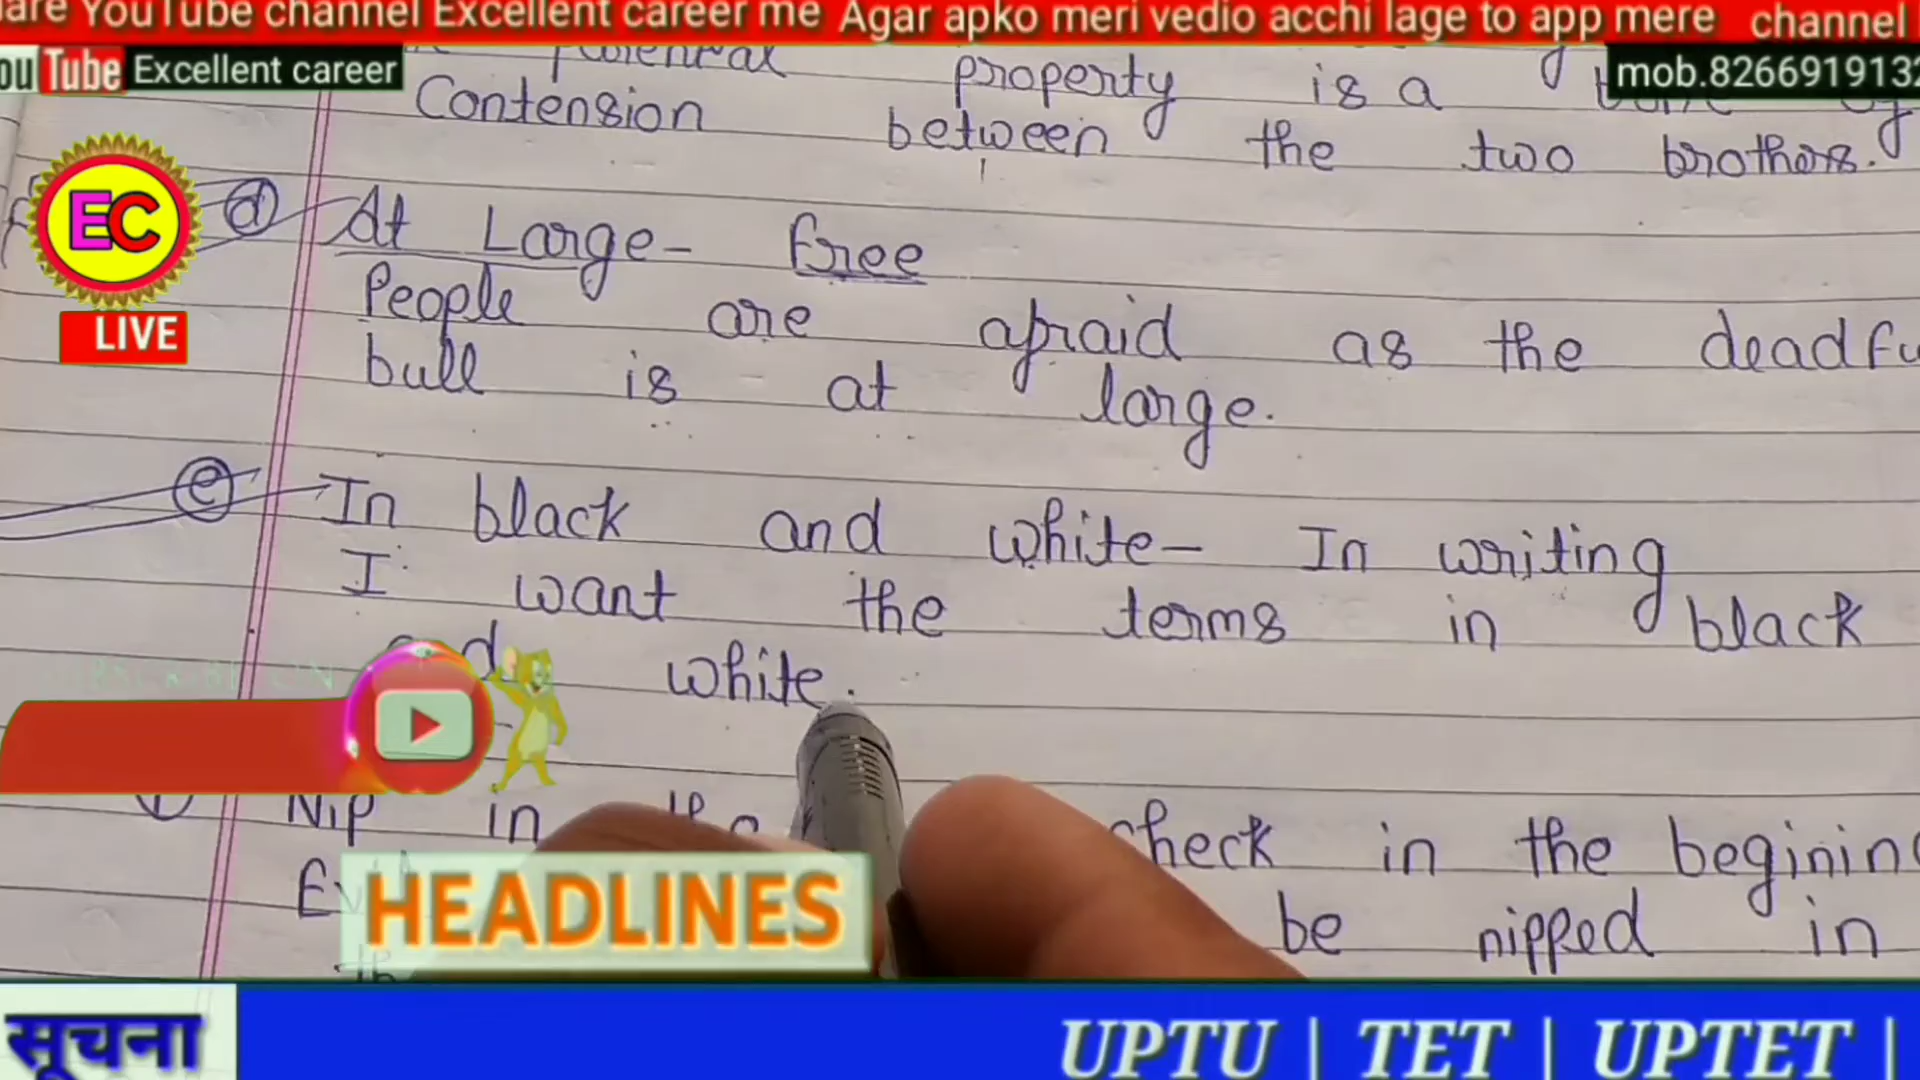 are YouTube channel Excellent career me Agar apko meri vedio acchi lage to app mere channel
You Tube Excellent career
mob.826691913
property is a
Contension between the two brothers.
EC
LIVE
d At Large- free
People are afraid as the deadfu
bull is at large.
e In black and white- In writing
I want the terms in black
and white.
Nip in the check in the begining
be nipped in
HEADLINES
सूचना
UPTU | TET | UPTET |